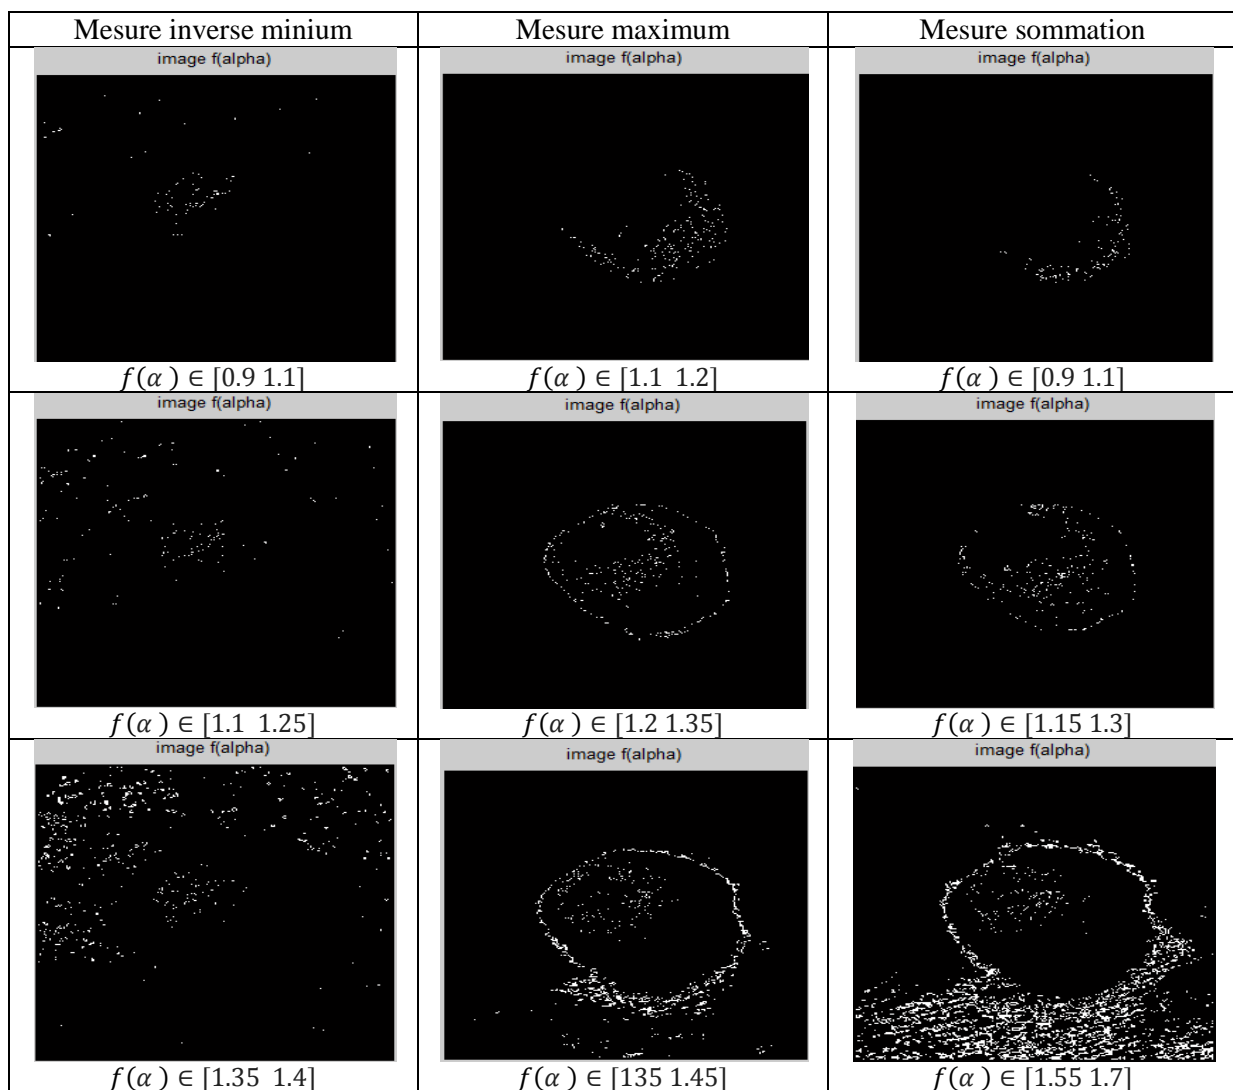 Mesure inverse minium Mesure maximum Mesure sommation
image f(alpha) image f(alpha) image f(alpha)
f(α) ∈ [0.9 1.1] f(α) ∈ [1.1 1.2] f(α) ∈ [0.9 1.1]
image f(alpha) image f(alpha) image f(alpha)
f(α) ∈ [1.1 1.25] f(α) ∈ [1.2 1.35] f(α) ∈ [1.15 1.3]
image f(alpha) image f(alpha) image f(alpha)
f(α) ∈ [1.35 1.4] f(α) ∈ [135 1.45] f(α) ∈ [1.55 1.7]